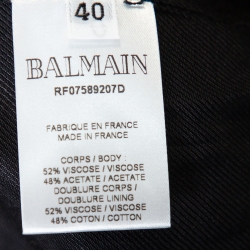 40
BALMAIN
RF07589207D
FABRIQUE EN FRANCE
MADE IN FRANCE
CORPS / BODY :
52% VISCOSE / VISCOSE
48% ACETATE / ACETATE
DOUBLURE CORPS /
DOUBLURE LINING
52% VISCOSE / VISCOSE
48% COTON / COTTON